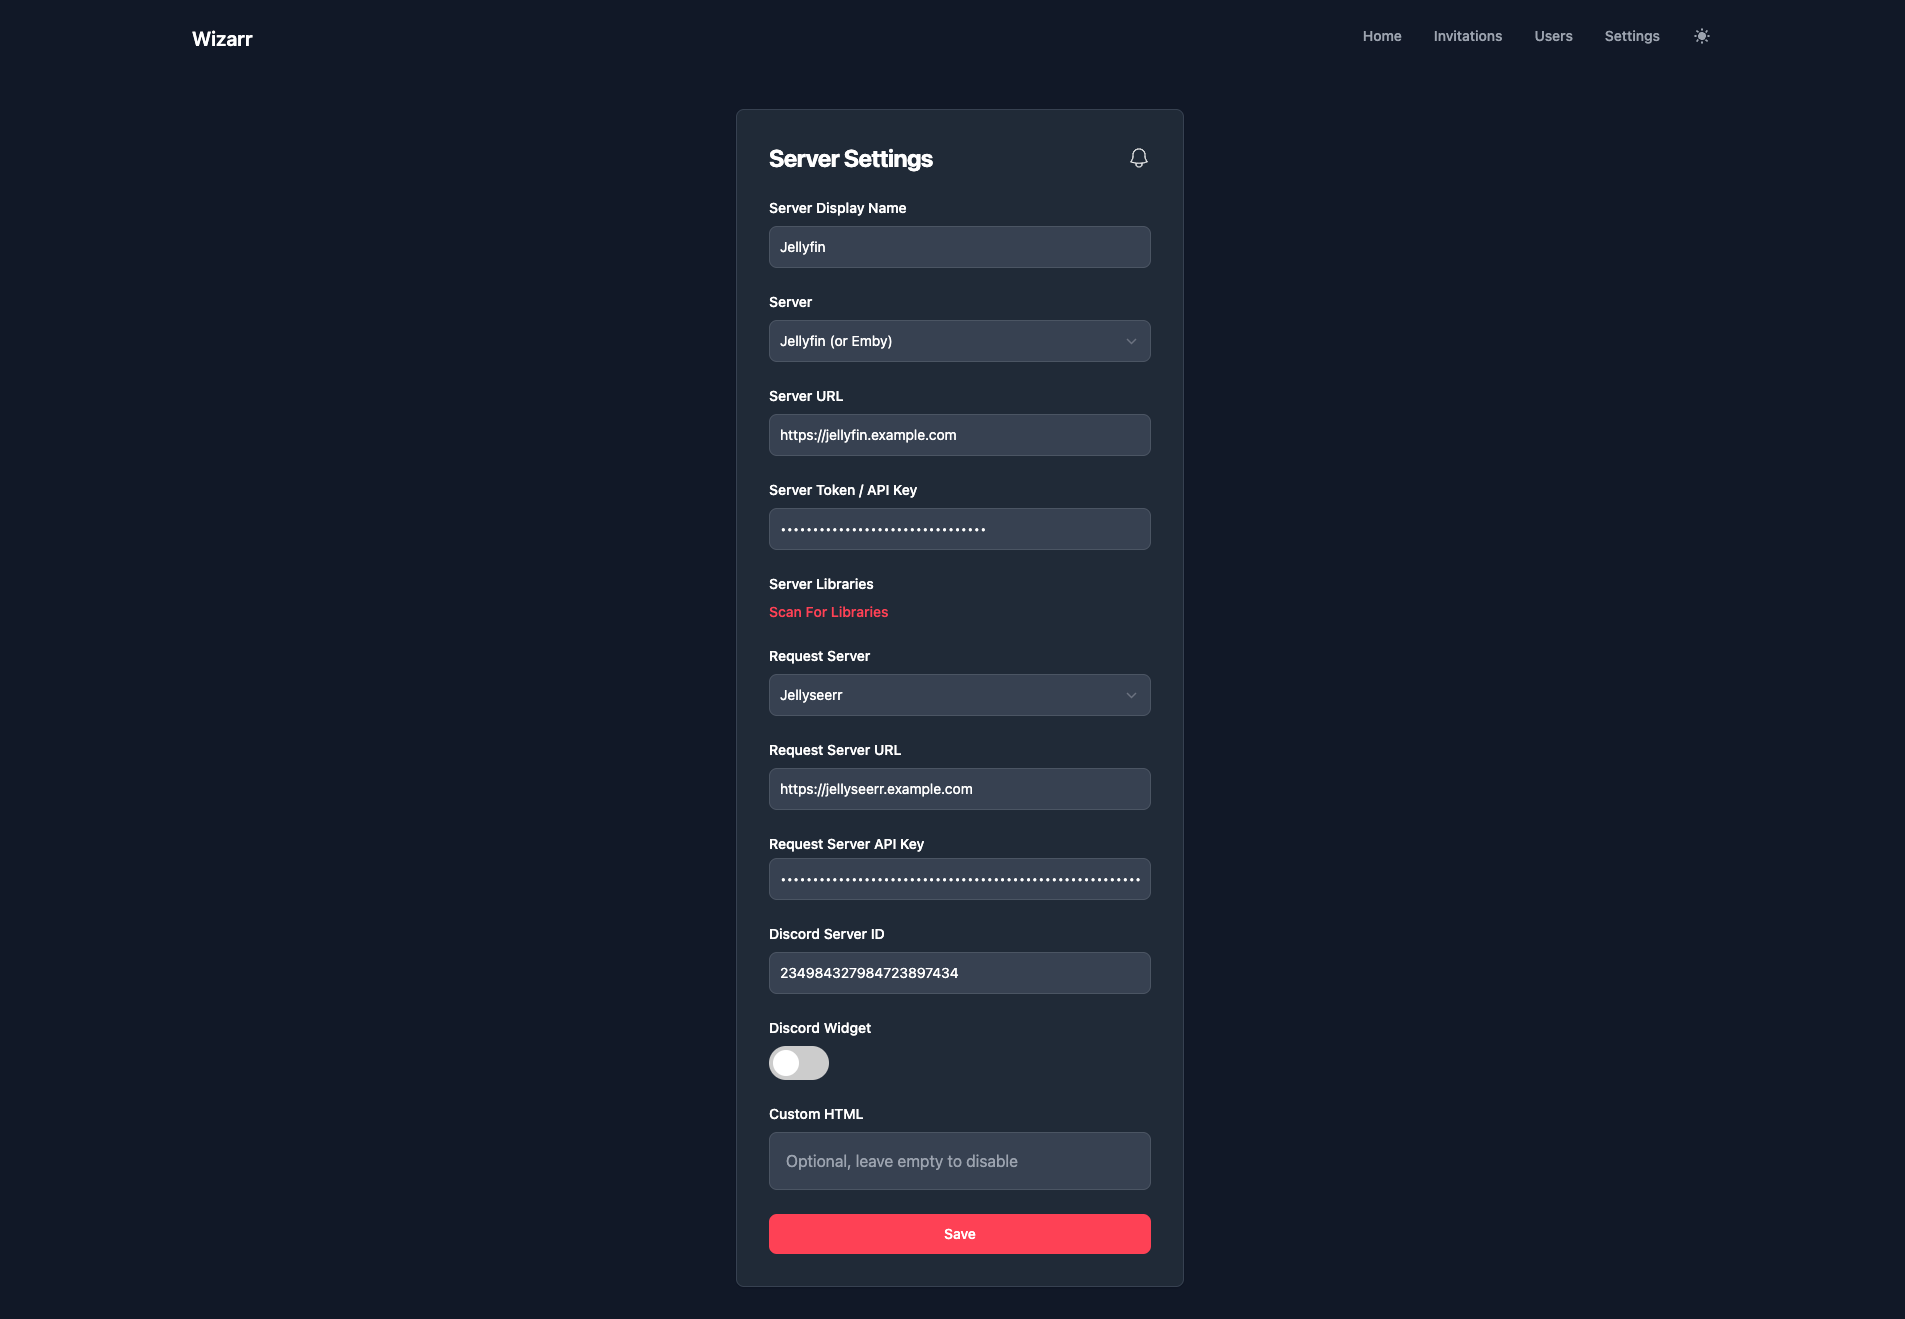 Wizarr
Home
Invitations
Users
Settings
Server Settings
Server Display Name
Jellyfin
Server
Jellyfin (or Emby)
Server URL
https://jellyfin.example.com
Server Token / API Key
••••••••••••••••••••••••••••••••
Server Libraries
Scan For Libraries
Request Server
Jellyseerr
Request Server URL
https://jellyseerr.example.com
Request Server API Key
••••••••••••••••••••••••••••••••••••••••••••••••••••••••
Discord Server ID
234984327984723897434
Discord Widget
Custom HTML
Optional, leave empty to disable
Save